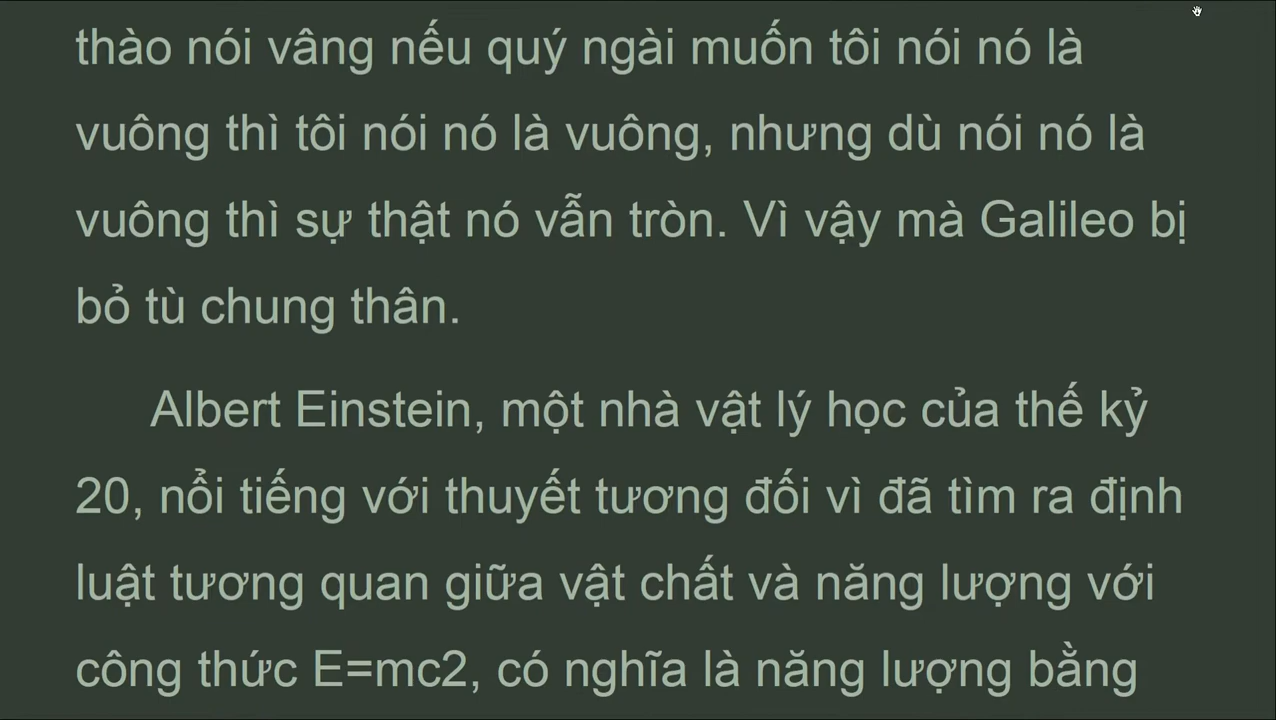 thào nói vâng nếu quý ngài muốn tôi nói nó là
vuông thì tôi nói nó là vuông, nhưng dù nói nó là
vuông thì sự thật nó vẫn tròn. Vì vậy mà Galileo bị
bỏ tù chung thân.
Albert Einstein, một nhà vật lý học của thế kỷ
20, nổi tiếng với thuyết tương đối vì đã tìm ra định
luật tương quan giữa vật chất và năng lượng với
công thức E=mc2, có nghĩa là năng lượng bằng